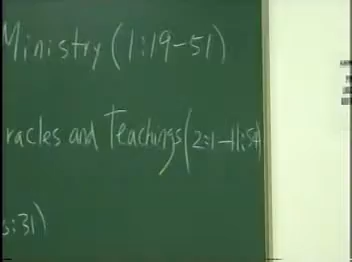 Ministry (1:19-51)
racles and Teachings (2:1-11:54)
:31)